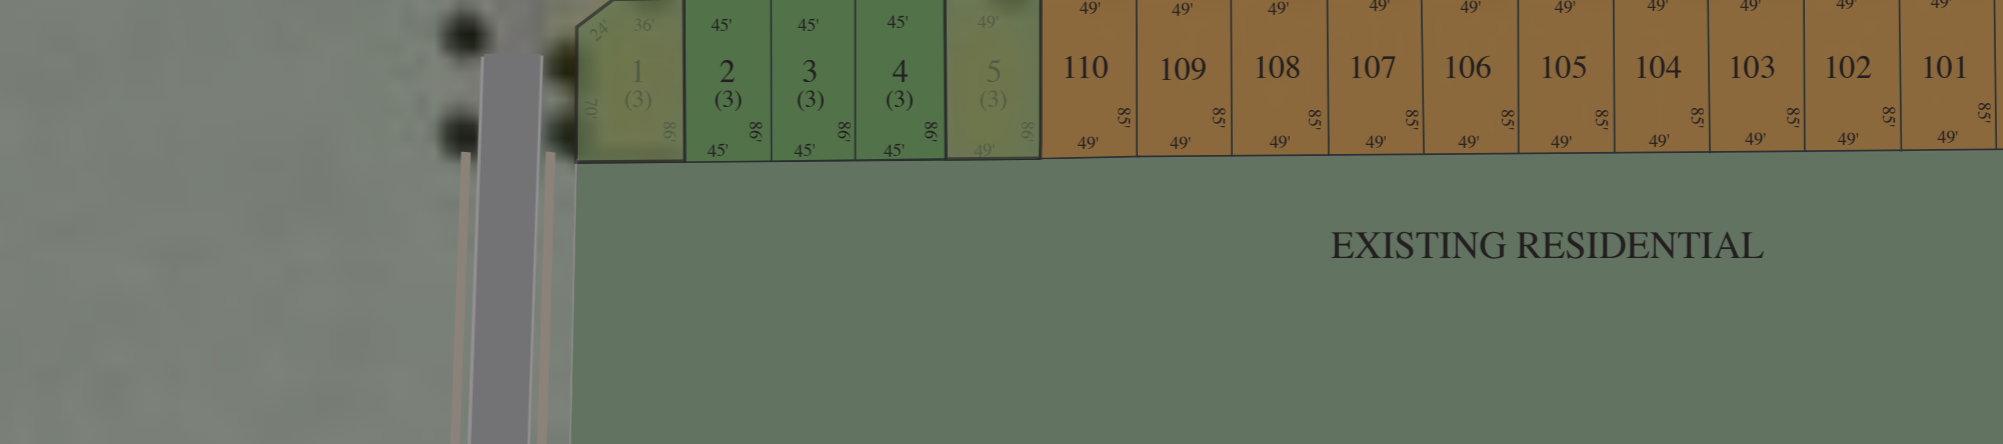 24' 36' 45' 45' 45' 49' 49' 49' 49' 49' 49' 49' 49' 49' 49' 49'
1 2 3 4 5 110 109 108 107 106 105 104 103 102 101
(3) (3) (3) (3) (3)
70' 86' 86' 86' 86' 86' 85' 85' 85' 85' 85' 85' 85' 85' 85' 85'
45' 45' 45' 49' 49' 49' 49' 49' 49' 49' 49' 49' 49' 49'
EXISTING RESIDENTIAL